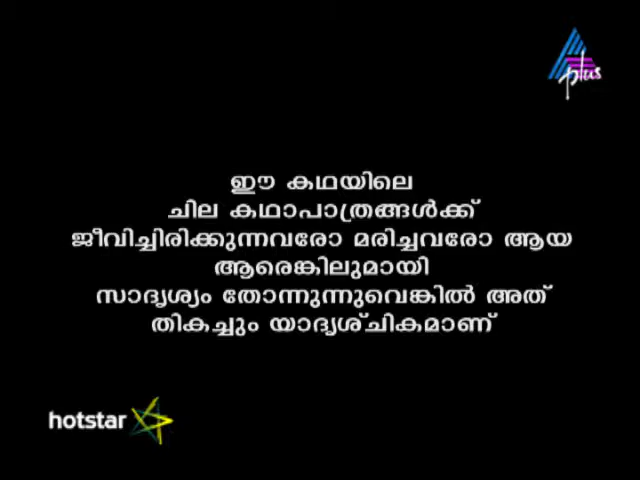 plus
ഈ കഥയിലെ
ചില കഥാപാത്രങ്ങൾക്ക്
ജീവിച്ചിരിക്കുന്നവരോ മരിച്ചവരോ ആയ
ആരെങ്കിലുമായി
സാദൃശ്യം തോന്നുന്നുവെങ്കിൽ അത്
തികച്ചും യാദൃശ്ചികമാണ്
hotstar